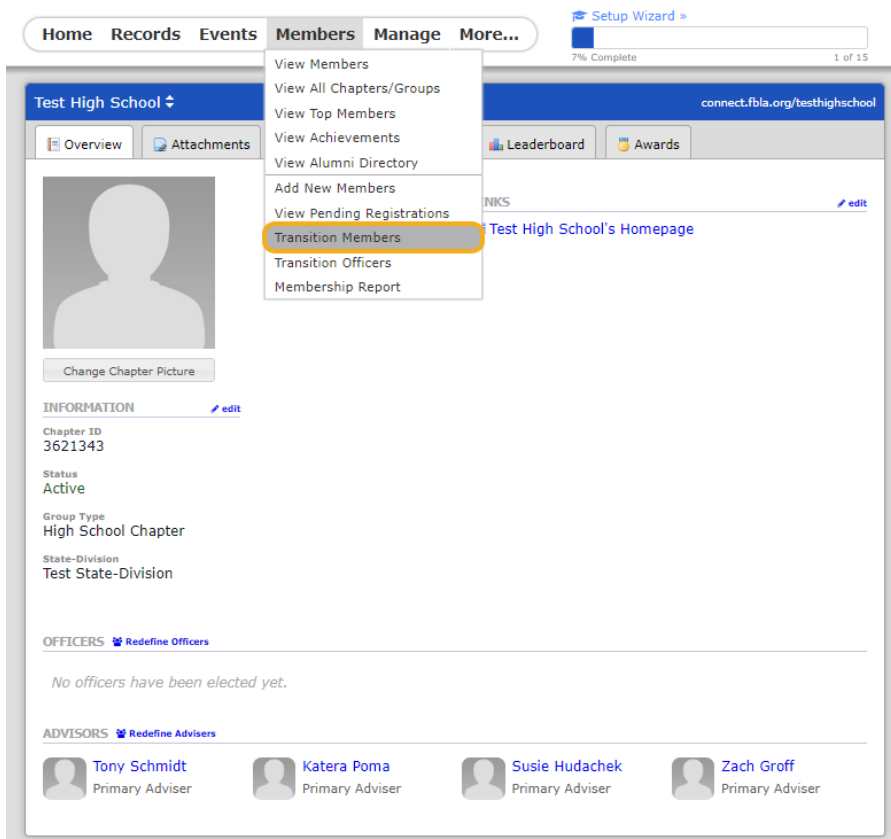 Setup Wizard »
Home Records Events Members Manage More...
7% Complete 1 of 15
View Members
View All Chapters/Groups
View Top Members
View Achievements
View Alumni Directory
Add New Members
View Pending Registrations
Transition Members
Transition Officers
Membership Report
Test High School connect.fbla.org/testhighschool
Overview Attachments Leaderboard Awards
NKS edit
Test High School's Homepage
Change Chapter Picture
INFORMATION edit
Chapter ID
3621343
Status
Active
Group Type
High School Chapter
State-Division
Test State-Division
OFFICERS Redefine Officers
No officers have been elected yet.
ADVISORS Redefine Advisers
Tony Schmidt Katera Poma Susie Hudachek Zach Groff
Primary Adviser Primary Adviser Primary Adviser Primary Adviser